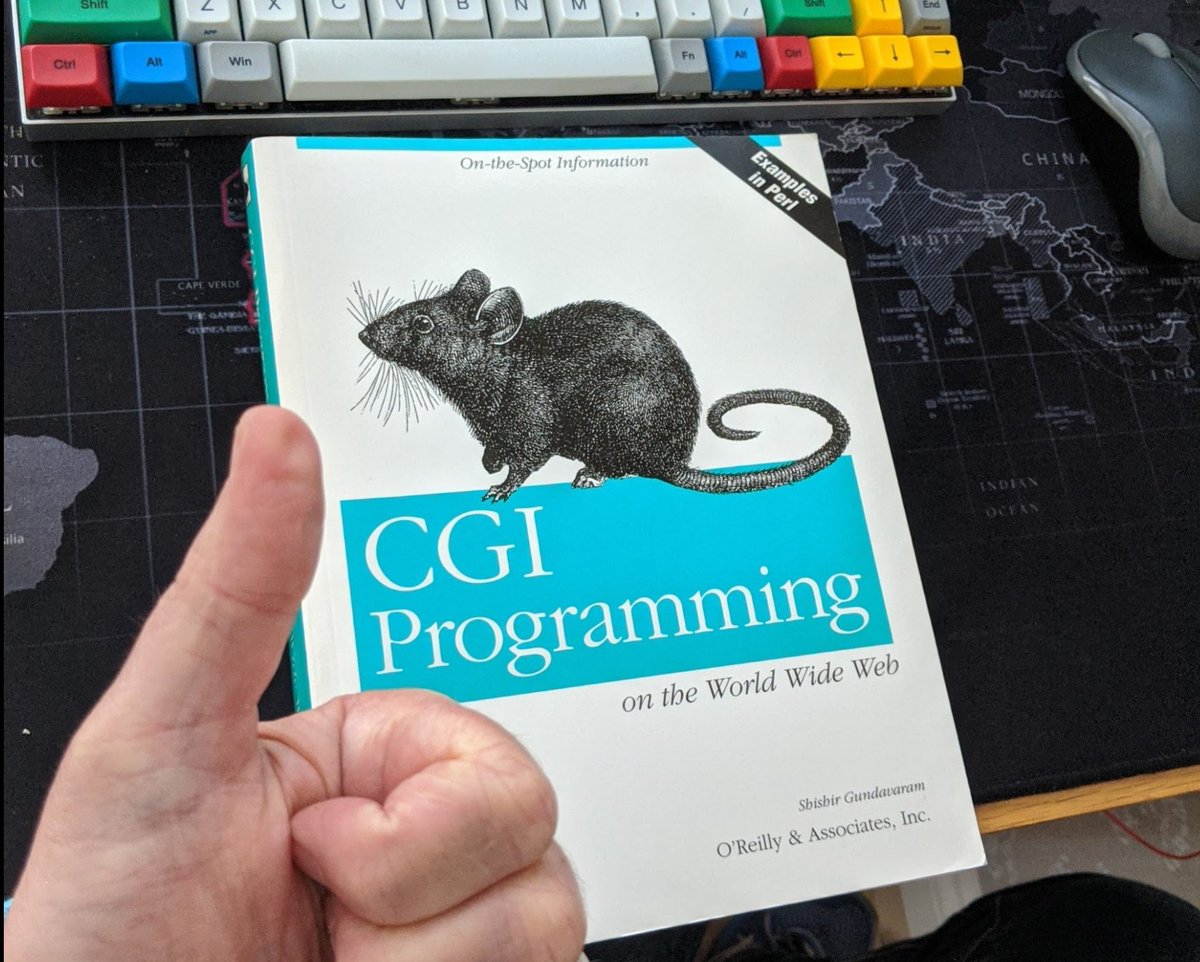 Shift Z X C V B N M , . / Shift ↑ End
APP
Ctrl Alt Win Fn Alt Ctrl ← ↓ →
On-the-Spot Information
Examples
in Perl
CGI
Programming
on the World Wide Web
Shishir Gundavaram
O'Reilly & Associates, Inc.
CAPE VERDE
CHINA
INDIA
INDIAN
OCEAN